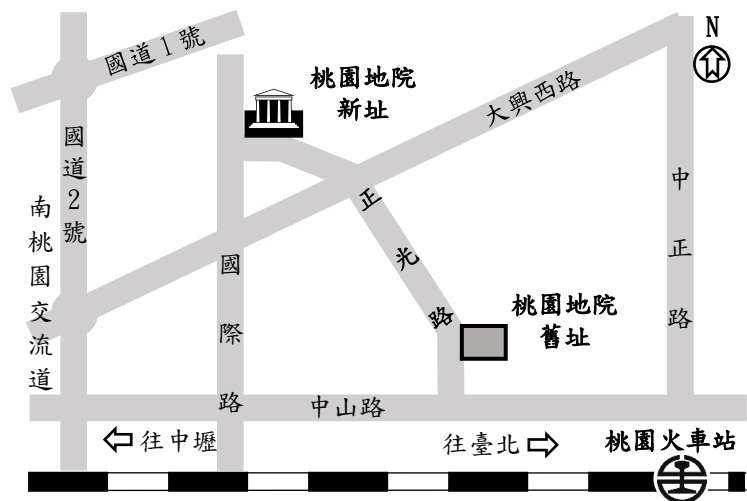 N
國道1號
桃園地院
新址
大興西路
國道2號
南桃園交流道
中正路
正光路
國際路
桃園地院
舊址
中山路
往中壢
往臺北
桃園火車站